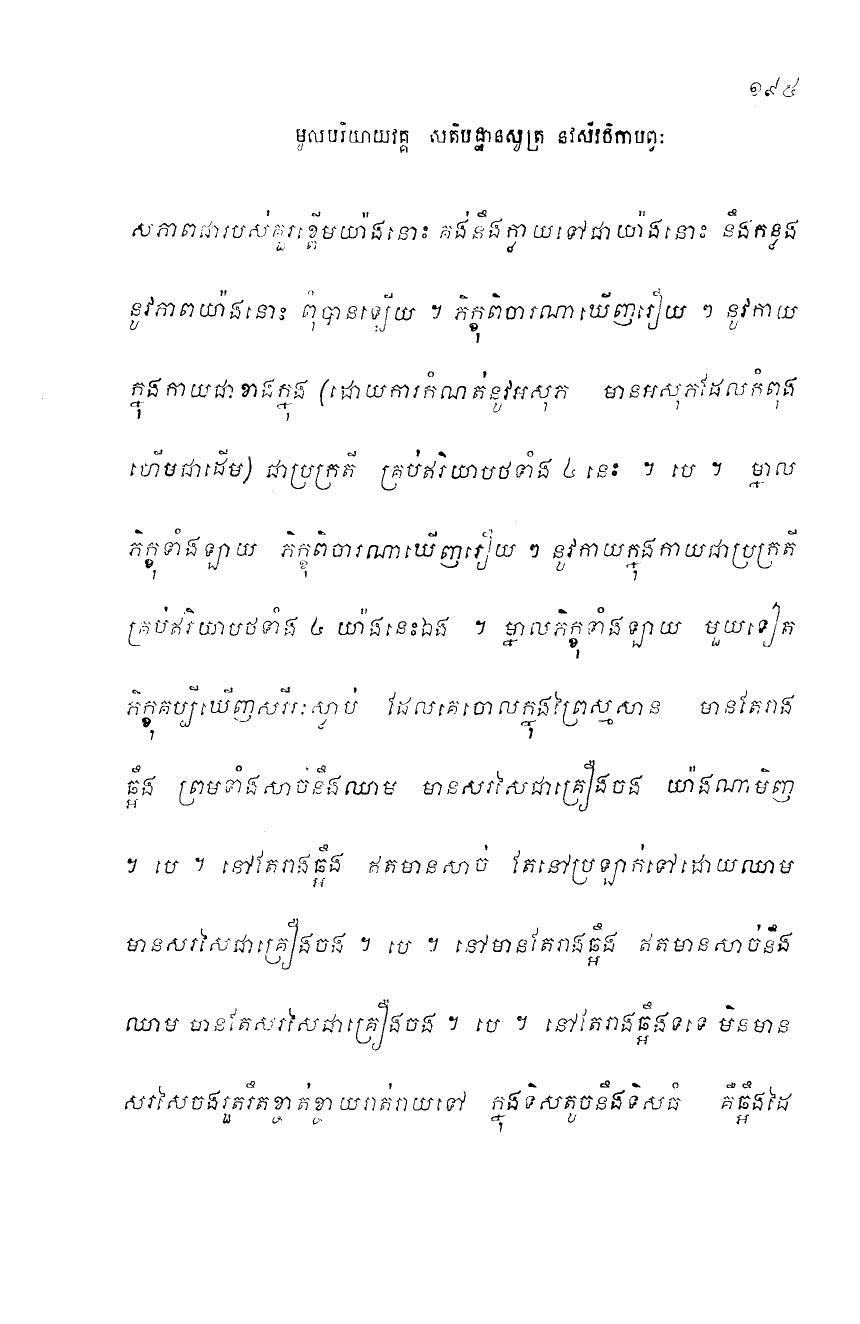 ១៩៥
មូលបរិយាយវគ្គ សតិបដ្ឋានសូត្រ នវសីវថិកាបព្វៈ
សភាពជារបស់គួរខ្ពើមយ៉ាងនោះ គង់នឹងក្លាយទៅជាយ៉ាងនោះ នឹងកន្លង
នូវភាពយ៉ាងនោះ ពុំបានឡើយ ។ ភិក្ខុពិចារណាឃើញរឿយ ៗ នូវកាយ
ក្នុងកាយជាខាងក្នុង (ដោយការកំណត់នូវអសុភ មានអសុភដែលកំពុង
ហើមជាដើម) ជាប្រក្រតី គ្រប់ឥរិយាបថទាំង ៤ នេះ ។ បេ ។ ម្នាល
ភិក្ខុទាំងឡាយ ភិក្ខុពិចារណាឃើញរឿយ ៗ នូវកាយក្នុងកាយជាប្រក្រតី
គ្រប់ឥរិយាបថទាំង ៤ យ៉ាងនេះឯង ។ ម្នាលភិក្ខុទាំងឡាយ មួយទៀត
ភិក្ខុគប្បីឃើញសរីរៈស្លាប់ ដែលគេចោលក្នុងព្រៃស្មសាន មានតែរាង
ឆ្អឹង ព្រមទាំងសាច់នឹងឈាម មានសរសៃជាគ្រឿងចង យ៉ាងណាមិញ
។ បេ ។ នៅតែរាងឆ្អឹង ឥតមានសាច់ តែនៅប្រឡាក់ទៅដោយឈាម
មានសរសៃជាគ្រឿងចង ។ បេ ។ នៅមានតែរាងឆ្អឹង ឥតមានសាច់នឹង
ឈាម មានតែសរសៃជាគ្រឿងចង ។ បេ ។ នៅតែរាងឆ្អឹងទទេ មិនមាន
សរសៃចងរួតរឹតខ្ចាត់ខ្ចាយរាត់រាយទៅ ក្នុងទិសតូចនឹងទិសធំ គឺឆ្អឹងដៃ